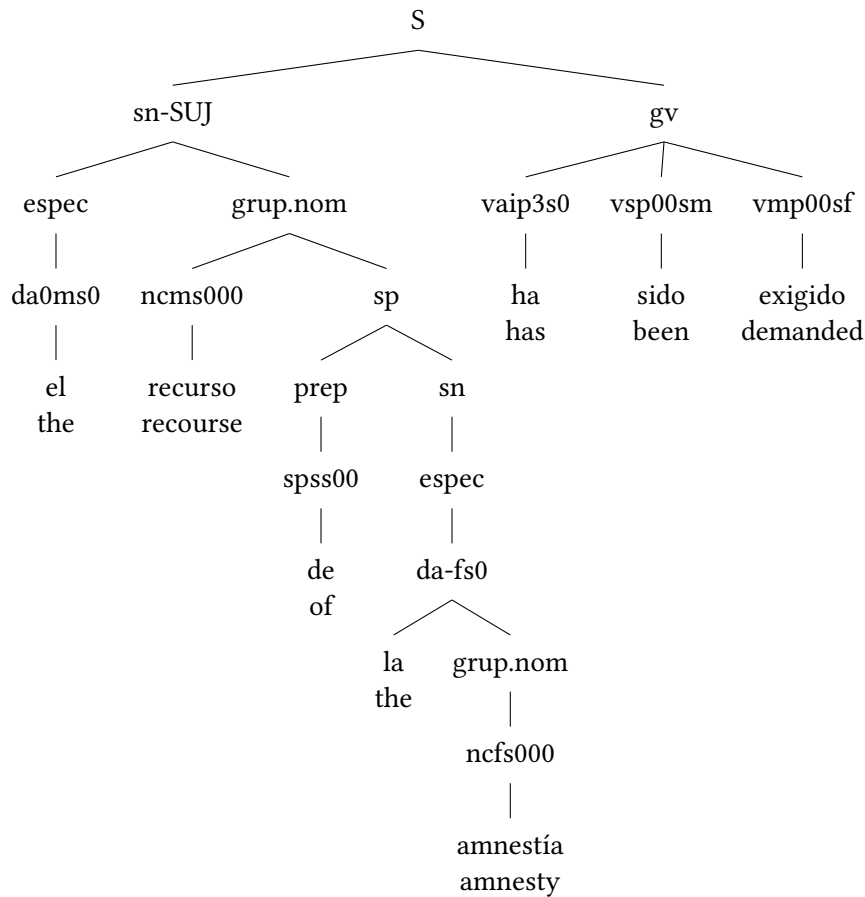 S
sn-SUJ gv
espec grup.nom vaip3s0 vsp00sm vmp00sf
da0ms0 ncms000 sp ha sido exigido
has been demanded
el recurso prep sn
the recourse
spss00 espec
de da-fs0
of
la grup.nom
the
ncfs000
amnestía
amnesty